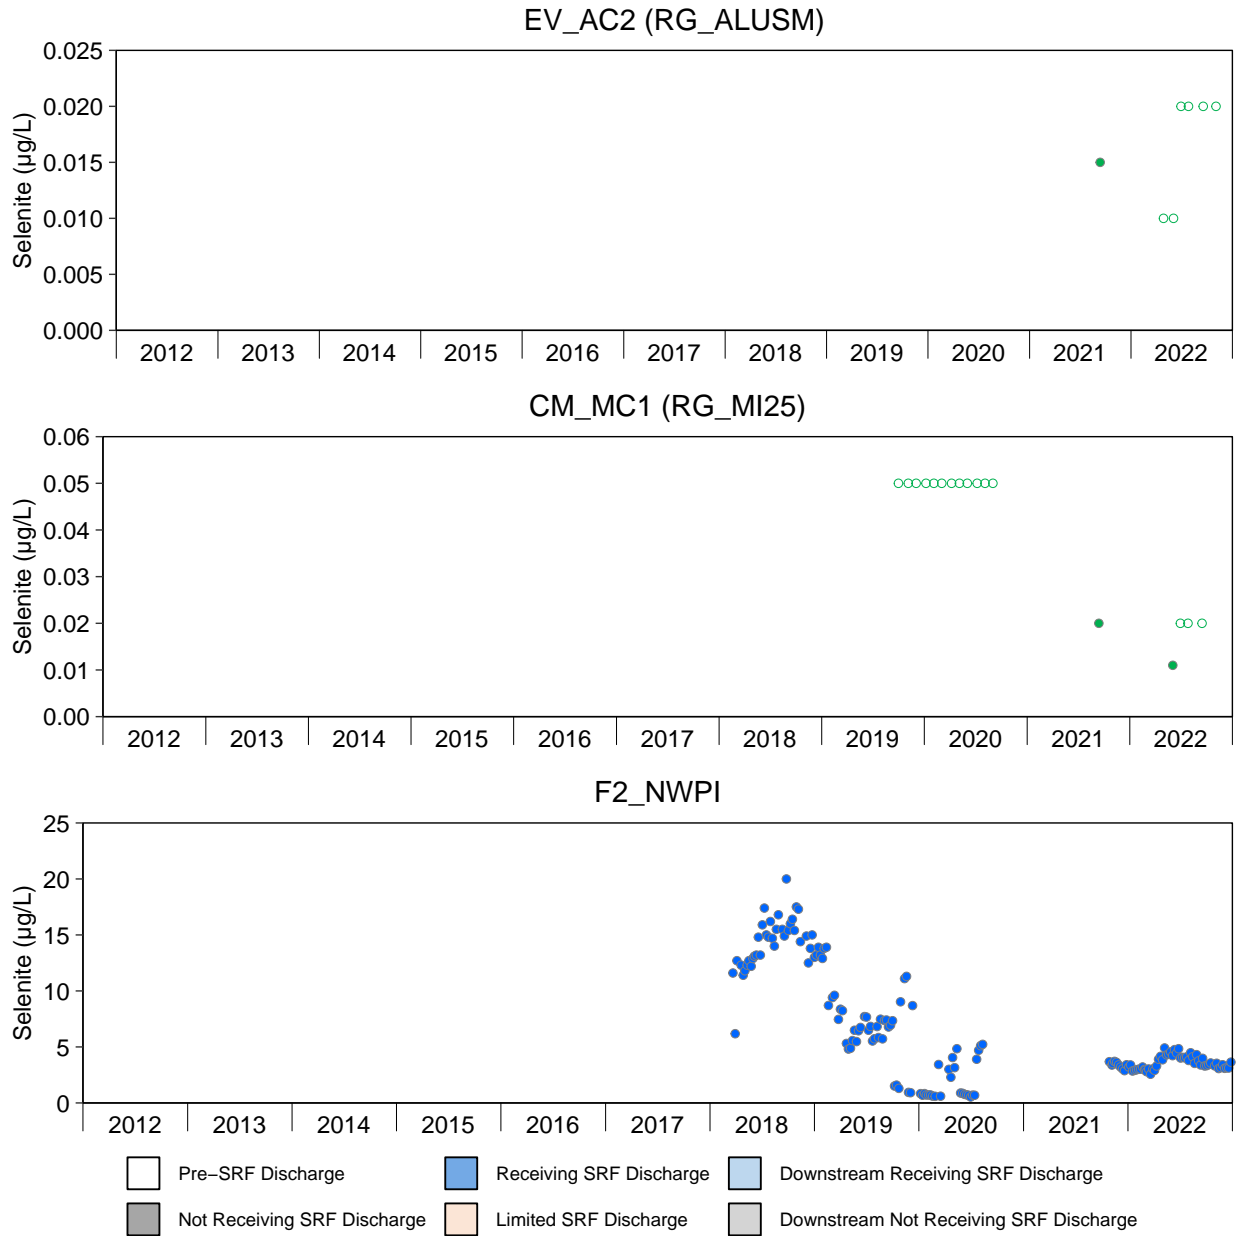 EV_AC2 (RG_ALUSM)
Selenite (µg/L)
0.025
0.020
0.015
0.010
0.005
0.000
2012 2013 2014 2015 2016 2017 2018 2019 2020 2021 2022
CM_MC1 (RG_MI25)
Selenite (µg/L)
0.06
0.05
0.04
0.03
0.02
0.01
0.00
2012 2013 2014 2015 2016 2017 2018 2019 2020 2021 2022
F2_NWPI
Selenite (µg/L)
25
20
15
10
5
0
2012 2013 2014 2015 2016 2017 2018 2019 2020 2021 2022
Pre−SRF Discharge Receiving SRF Discharge Downstream Receiving SRF Discharge
Not Receiving SRF Discharge Limited SRF Discharge Downstream Not Receiving SRF Discharge